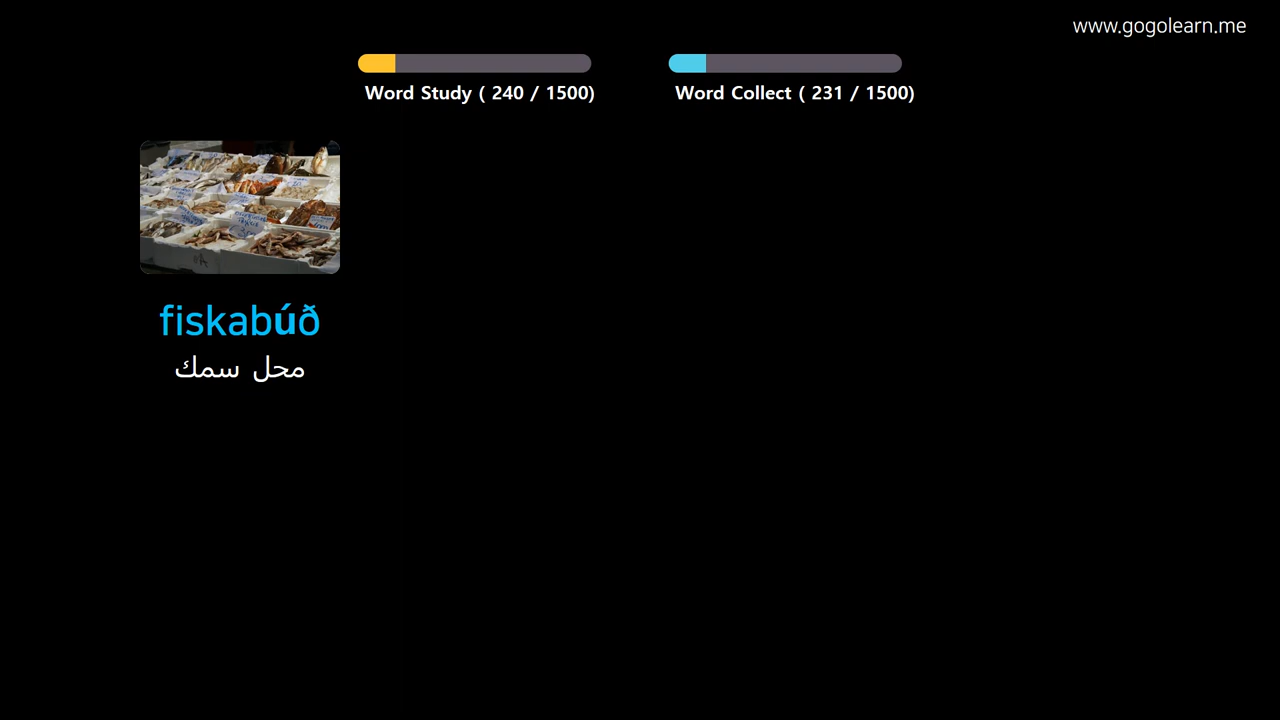 www.gogolearn.me
Word Study ( 240 / 1500)
Word Collect ( 231 / 1500)
fiskabúð
محل سمك